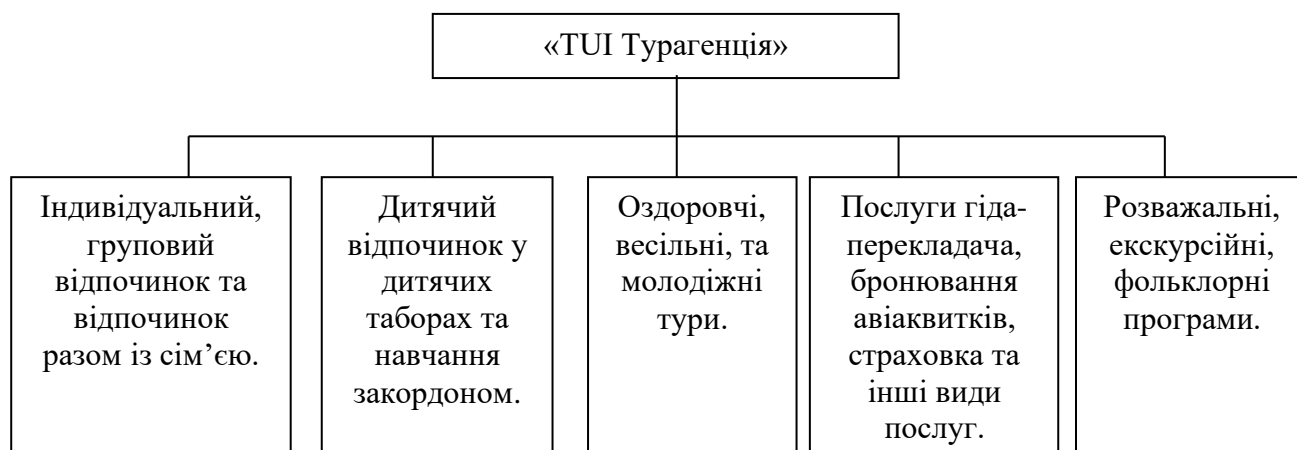 «TUI Турагенція»
Індивідуальний,
груповий
відпочинок та
відпочинок
разом із сім’єю.
Дитячий
відпочинок у
дитячих
таборах та
навчання
закордоном.
Оздоровчі,
весільні, та
молодіжні
тури.
Послуги гіда-
перекладача,
бронювання
авіаквитків,
страховка та
інші види
послуг.
Розважальні,
екскурсійні,
фольклорні
програми.